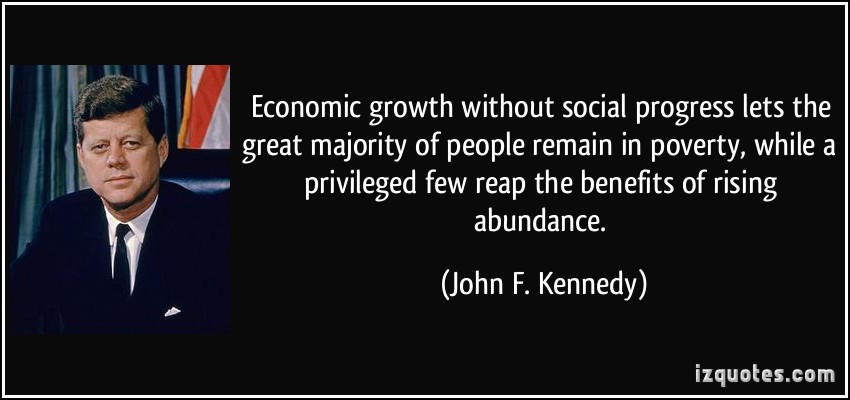 Economic growth without social progress lets the
great majority of people remain in poverty, while a
privileged few reap the benefits of rising
abundance.
(John F. Kennedy)
izquotes.com